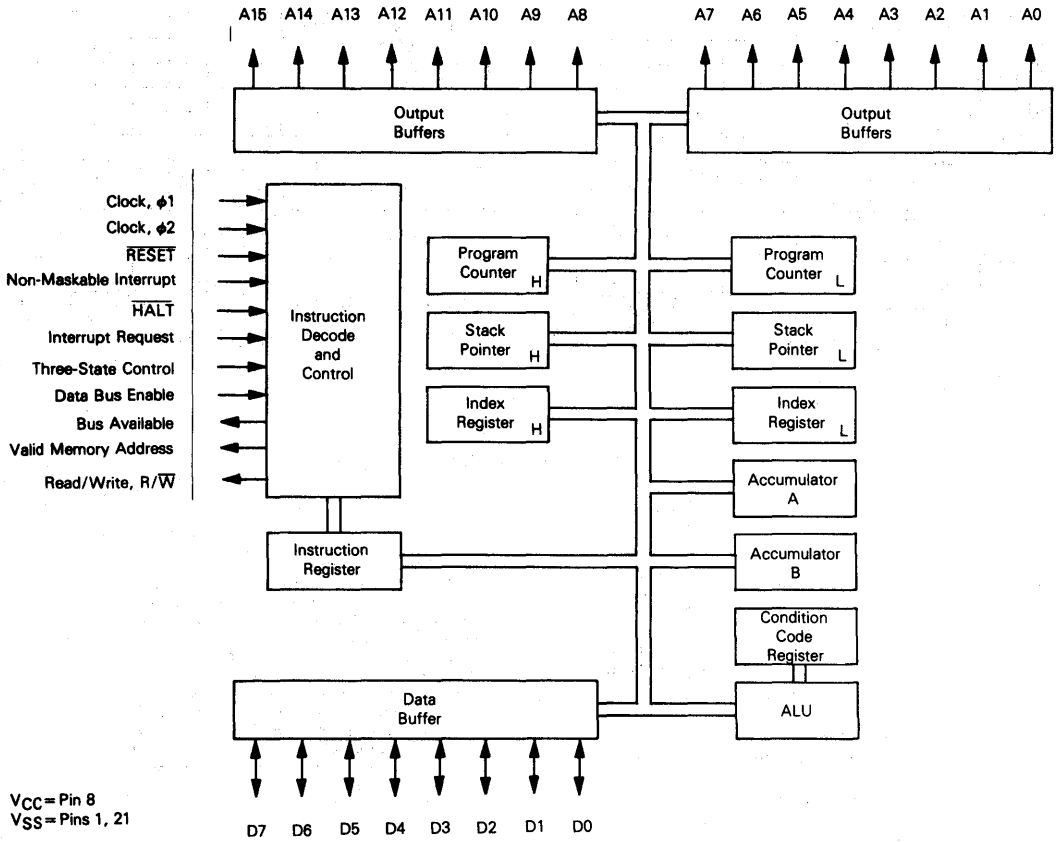 A15 A14 A13 A12 A11 A10 A9 A8 A7 A6 A5 A4 A3 A2 A1 A0
Output
Buffers
Output
Buffers
Clock, ϕ1
Clock, ϕ2
RESET
Non-Maskable Interrupt
HALT
Interrupt Request
Three-State Control
Data Bus Enable
Bus Available
Valid Memory Address
Read/Write, R/W
Instruction
Decode
and
Control
Program
Counter
H
Program
Counter
L
Stack
Pointer
H
Stack
Pointer
L
Index
Register
H
Index
Register
L
Accumulator
A
Instruction
Register
Accumulator
B
Condition
Code
Register
Data
Buffer
ALU
VCC = Pin 8
VSS = Pins 1, 21
D7 D6 D5 D4 D3 D2 D1 D0